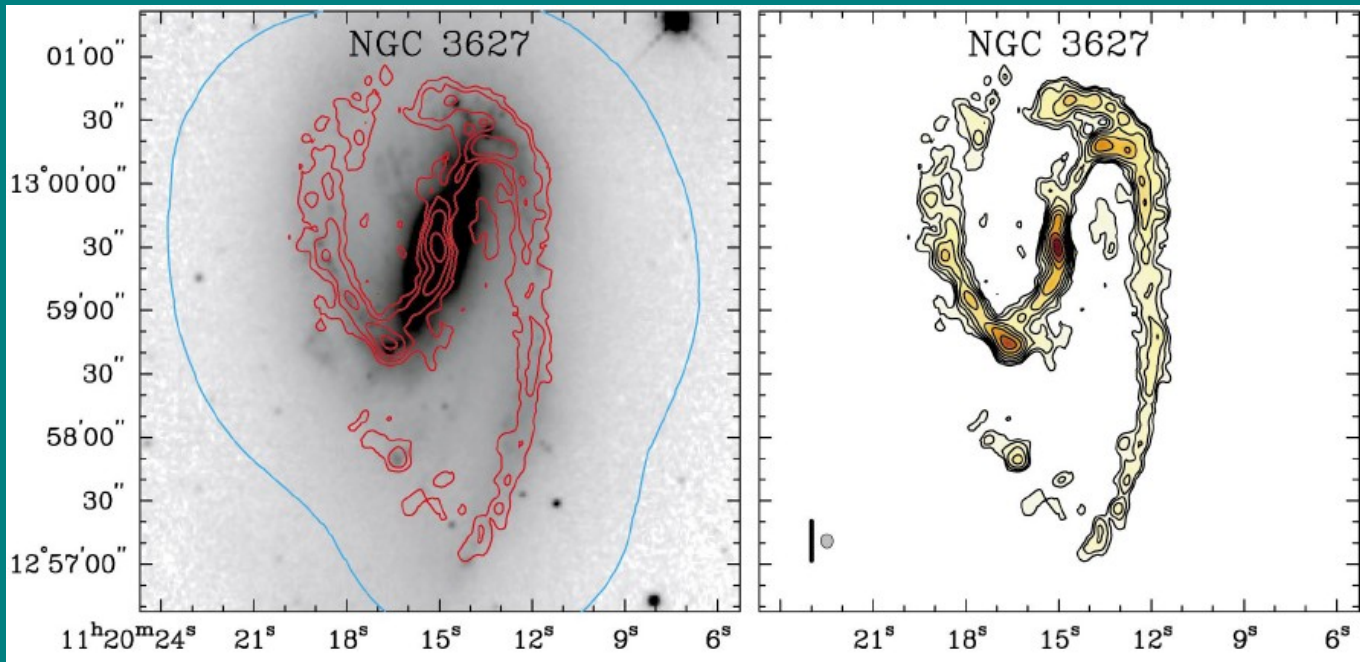 NGC 3627
NGC 3627
01'00"
30"
13°00'00"
30"
59'00"
30"
58'00"
30"
12°57'00"
11ʰ20ᵐ24ˢ 21ˢ 18ˢ 15ˢ 12ˢ 9ˢ 6ˢ
21ˢ 18ˢ 15ˢ 12ˢ 9ˢ 6ˢ